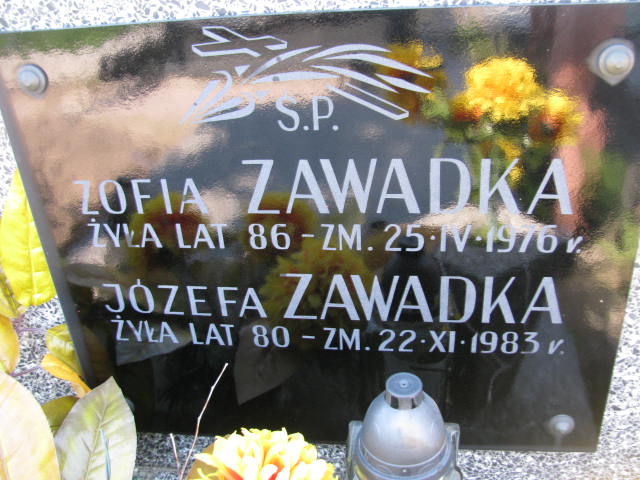 Ś.P.
ZOFIA ZAWADKA
ŻYŁA LAT 86 - ZM. 25·IV·1976 r.
JÓZEFA ZAWADKA
ŻYŁA LAT 80 - ZM. 22·XI·1983 r.